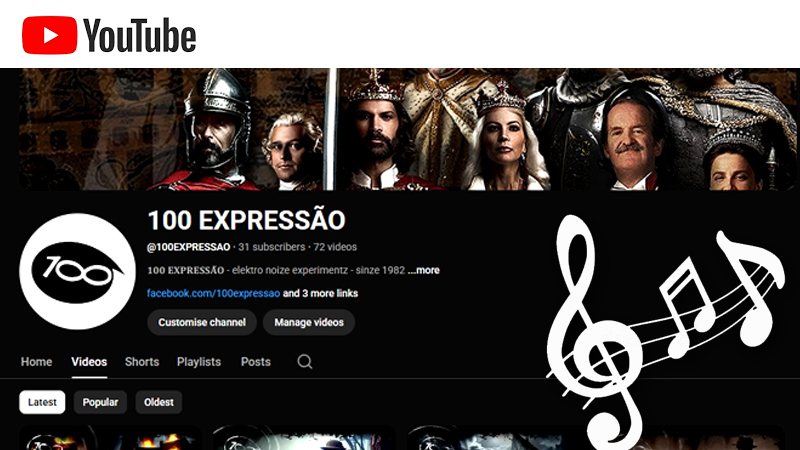 YouTube
100 EXPRESSÃO
@100EXPRESSAO · 31 subscribers · 72 videos
100 EXPRESSÃO - elektro noize experimentz - sinze 1982 ...more
facebook.com/100expressao and 3 more links
100
Customise channel Manage videos
Home Videos Shorts Playlists Posts
Latest Popular Oldest